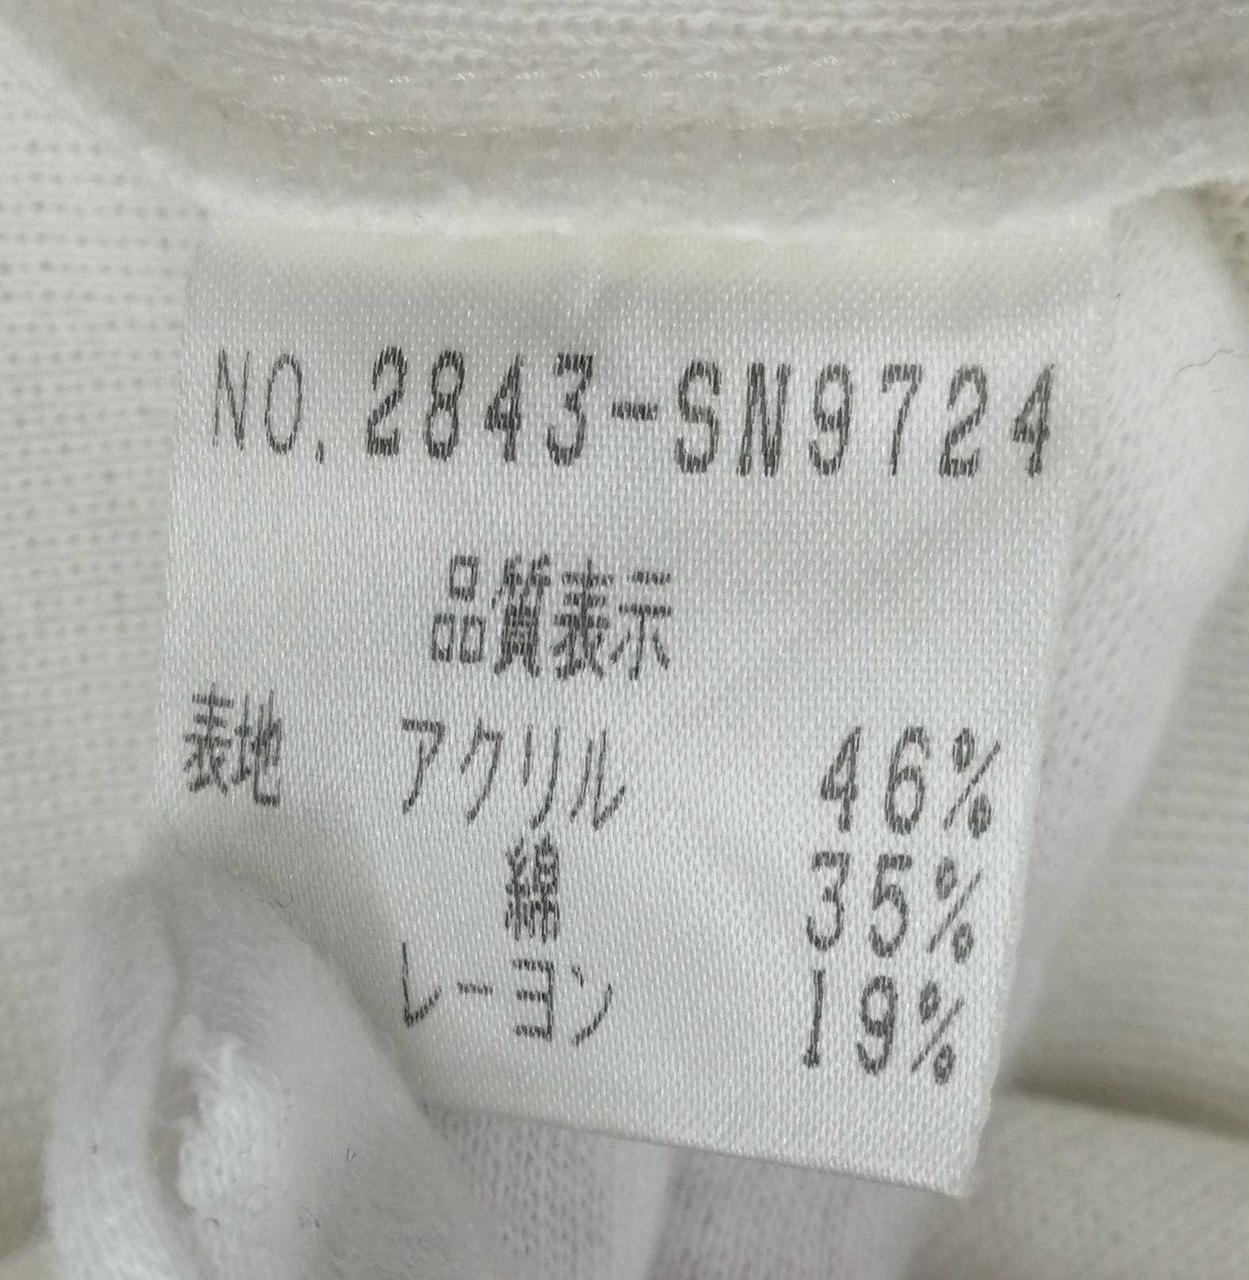 NO.2843-SN9724
品質表示
表地 アクリル 46%
綿 35%
レーヨン 19%